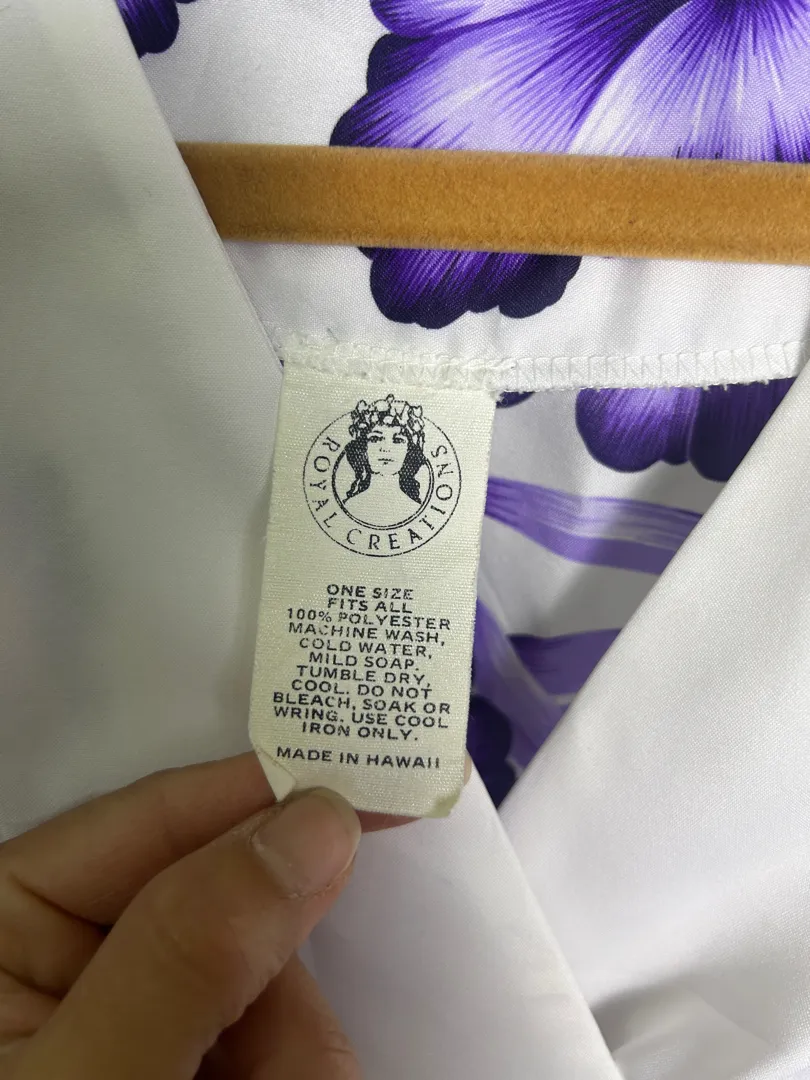 ROYAL CREATIONS
ONE SIZE
FITS ALL
100% POLYESTER
MACHINE WASH,
COLD WATER,
MILD SOAP.
TUMBLE DRY,
COOL. DO NOT
BLEACH, SOAK OR
WRING. USE COOL
IRON ONLY.
MADE IN HAWAII